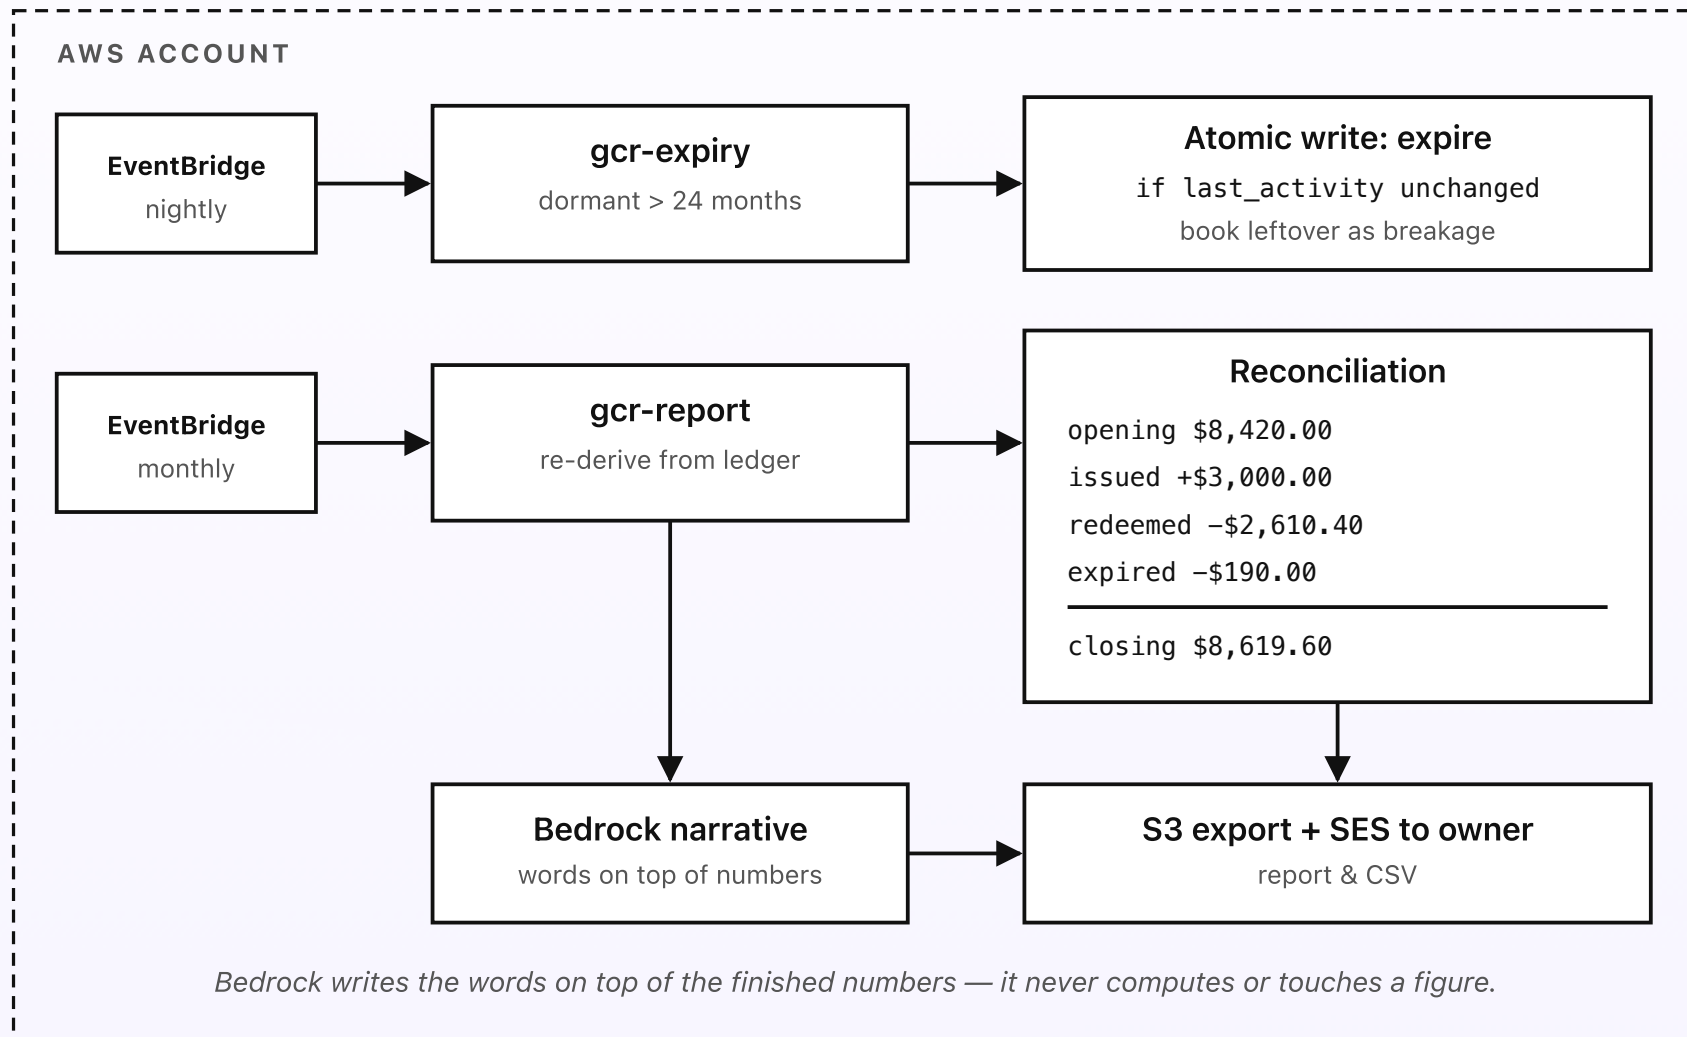 AWS ACCOUNT
EventBridge
nightly
gcr-expiry
dormant > 24 months
Atomic write: expire
if last_activity unchanged
book leftover as breakage
EventBridge
monthly
gcr-report
re-derive from ledger
Reconciliation
opening $8,420.00
issued +$3,000.00
redeemed −$2,610.40
expired −$190.00
closing $8,619.60
Bedrock narrative
words on top of numbers
S3 export + SES to owner
report & CSV
Bedrock writes the words on top of the finished numbers — it never computes or touches a figure.